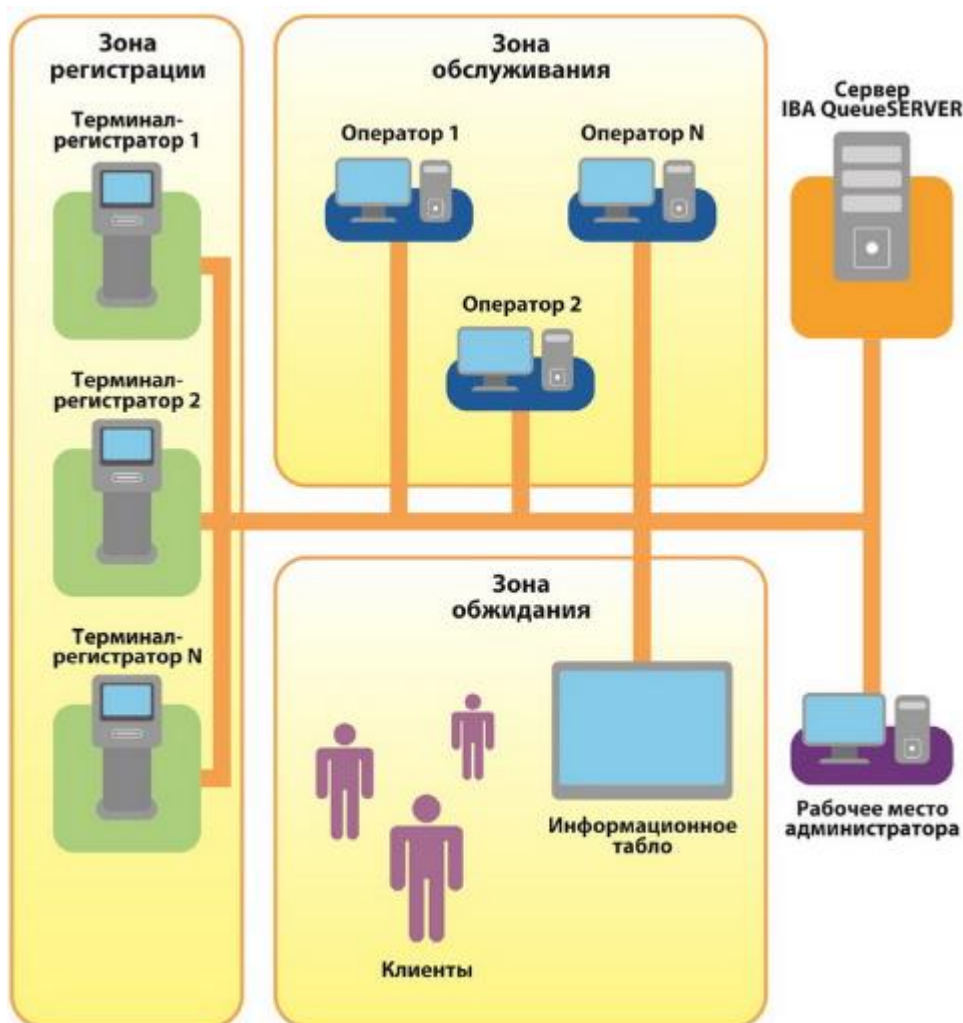 Зона
регистрации
Терминал-
регистратор 1
Терминал-
регистратор 2
Терминал-
регистратор N
Зона
обслуживания
Оператор 1
Оператор N
Оператор 2
Сервер
IBA QueueSERVER
Зона
обжидания
Информационное
табло
Клиенты
Рабочее место
администратора